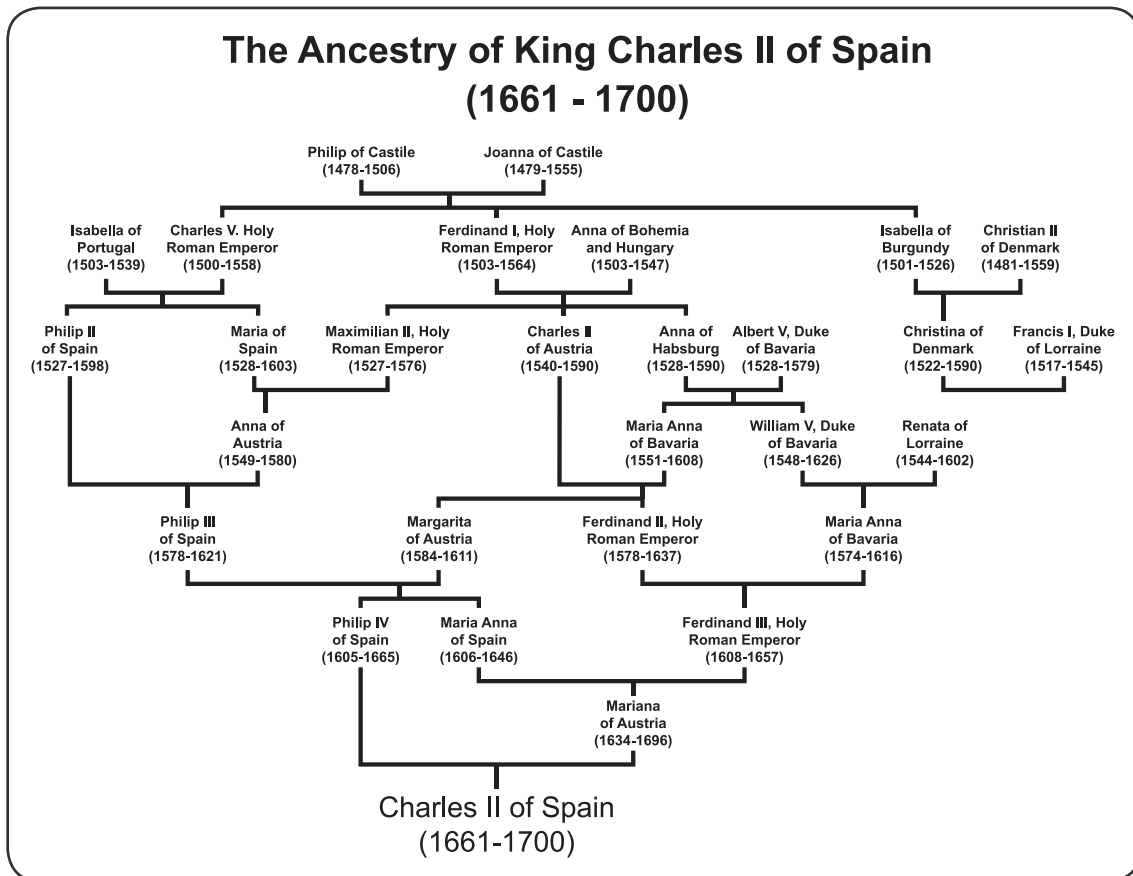 The Ancestry of King Charles II of Spain
(1661 - 1700)
Philip of Castile
(1478-1506)
Joanna of Castile
(1479-1555)
Isabella of
Portugal
(1503-1539)
Charles V. Holy
Roman Emperor
(1500-1558)
Ferdinand I, Holy
Roman Emperor
(1503-1564)
Anna of Bohemia
and Hungary
(1503-1547)
Isabella of
Burgundy
(1501-1526)
Christian II
of Denmark
(1481-1559)
Philip II
of Spain
(1527-1598)
Maria of
Spain
(1528-1603)
Maximilian II, Holy
Roman Emperor
(1527-1576)
Charles II
of Austria
(1540-1590)
Anna of
Habsburg
(1528-1590)
Albert V, Duke
of Bavaria
(1528-1579)
Christina of
Denmark
(1522-1590)
Francis I, Duke
of Lorraine
(1517-1545)
Anna of
Austria
(1549-1580)
Maria Anna
of Bavaria
(1551-1608)
William V, Duke
of Bavaria
(1548-1626)
Renata of
Lorraine
(1544-1602)
Philip III
of Spain
(1578-1621)
Margarita
of Austria
(1584-1611)
Ferdinand II, Holy
Roman Emperor
(1578-1637)
Maria Anna
of Bavaria
(1574-1616)
Philip IV
of Spain
(1605-1665)
Maria Anna
of Spain
(1606-1646)
Ferdinand III, Holy
Roman Emperor
(1608-1657)
Mariana
of Austria
(1634-1696)
Charles II of Spain
(1661-1700)